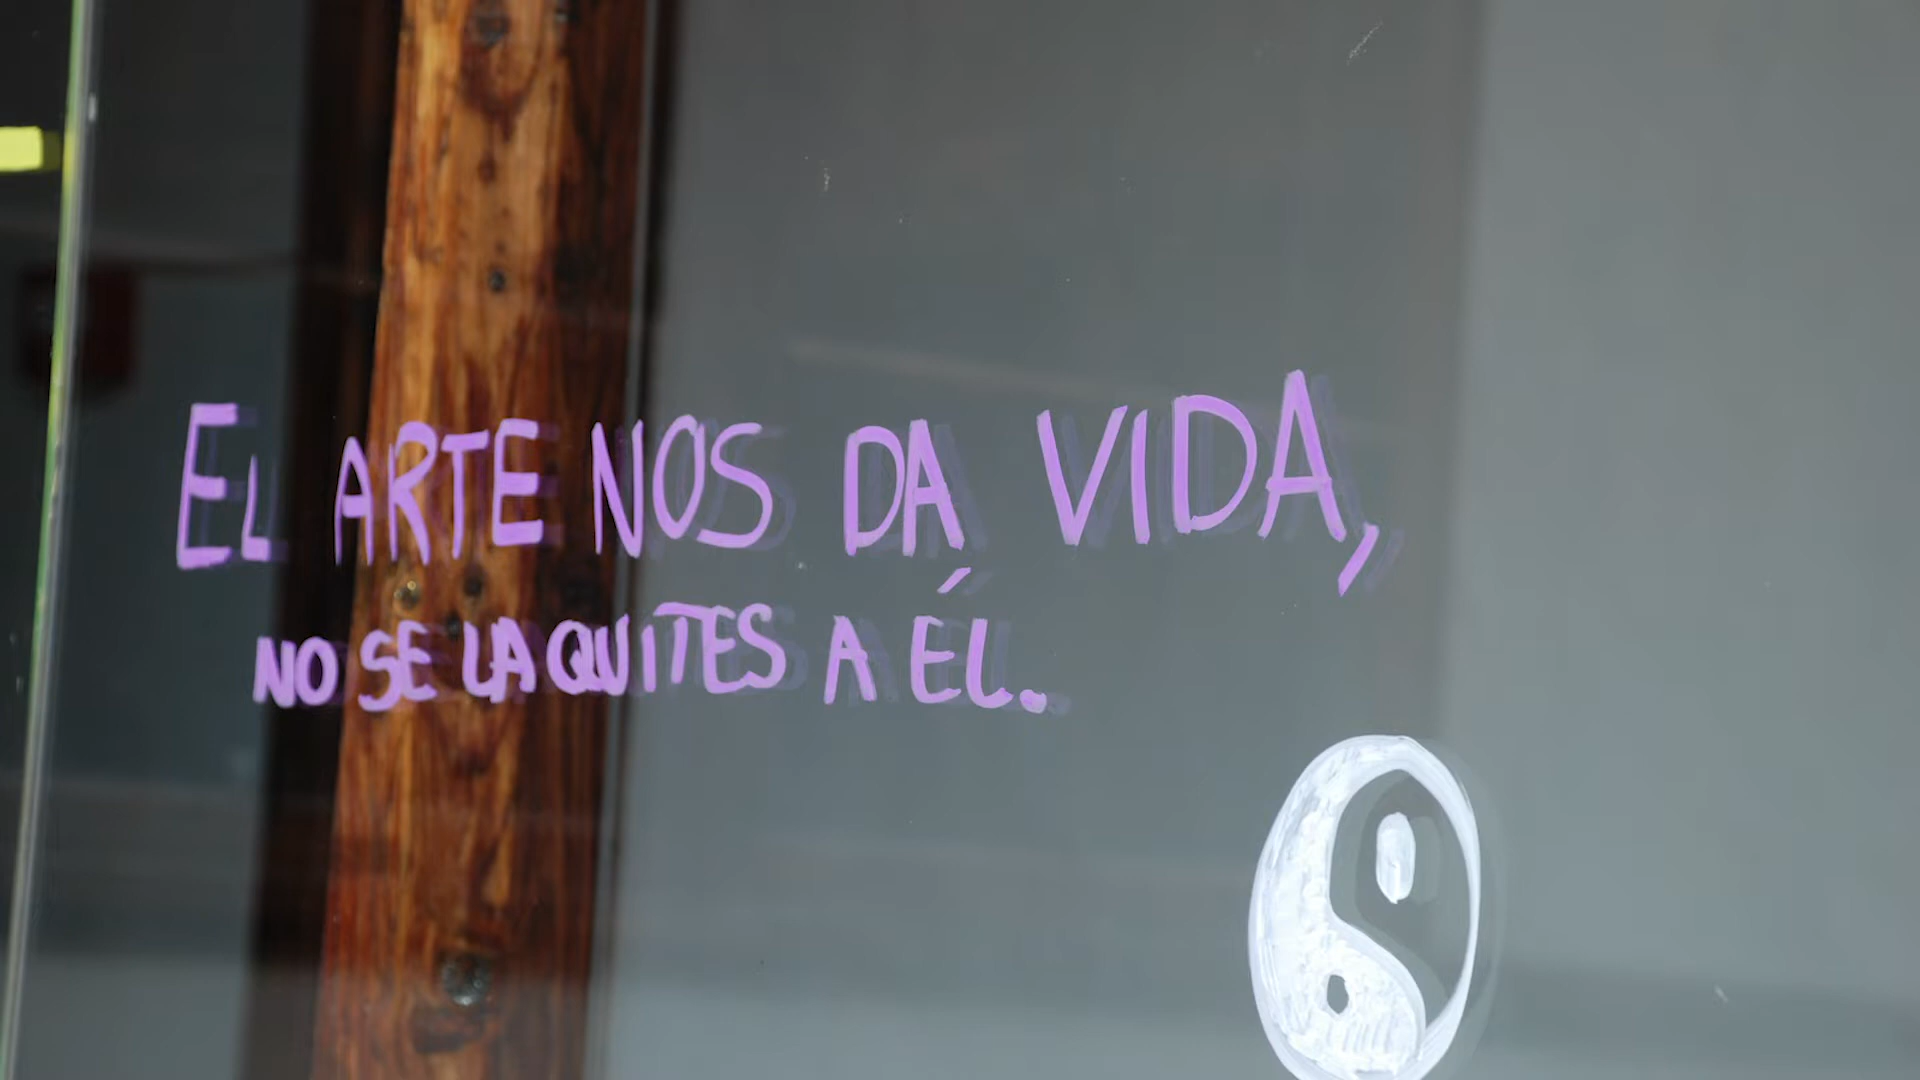 EL ARTE NOS DA VIDA,
NO SE LA QUITES A ÉL.